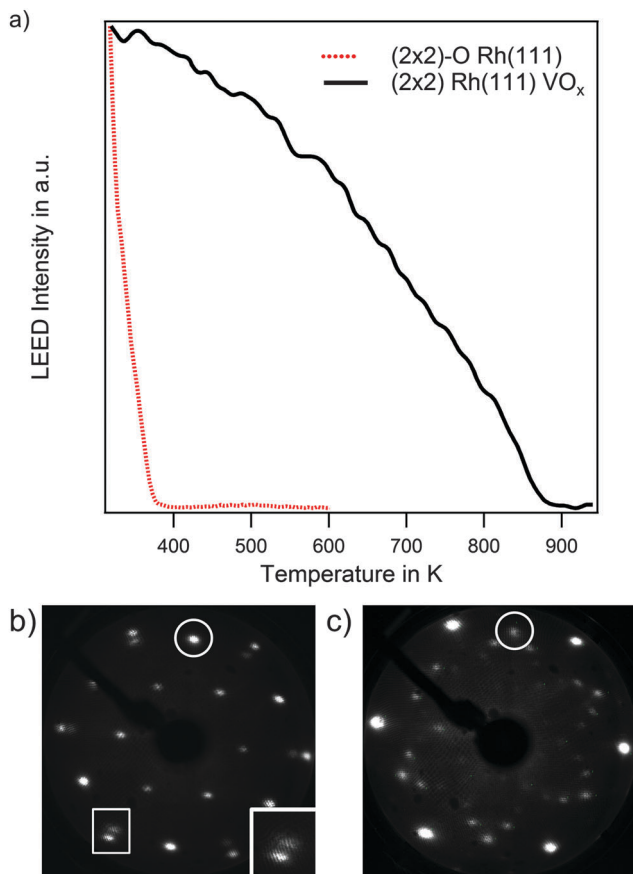 a)
(2x2)-O Rh(111)
(2x2) Rh(111) VOₓ
LEED Intensity in a.u.
400 500 600 700 800 900
Temperature in K
b)
c)